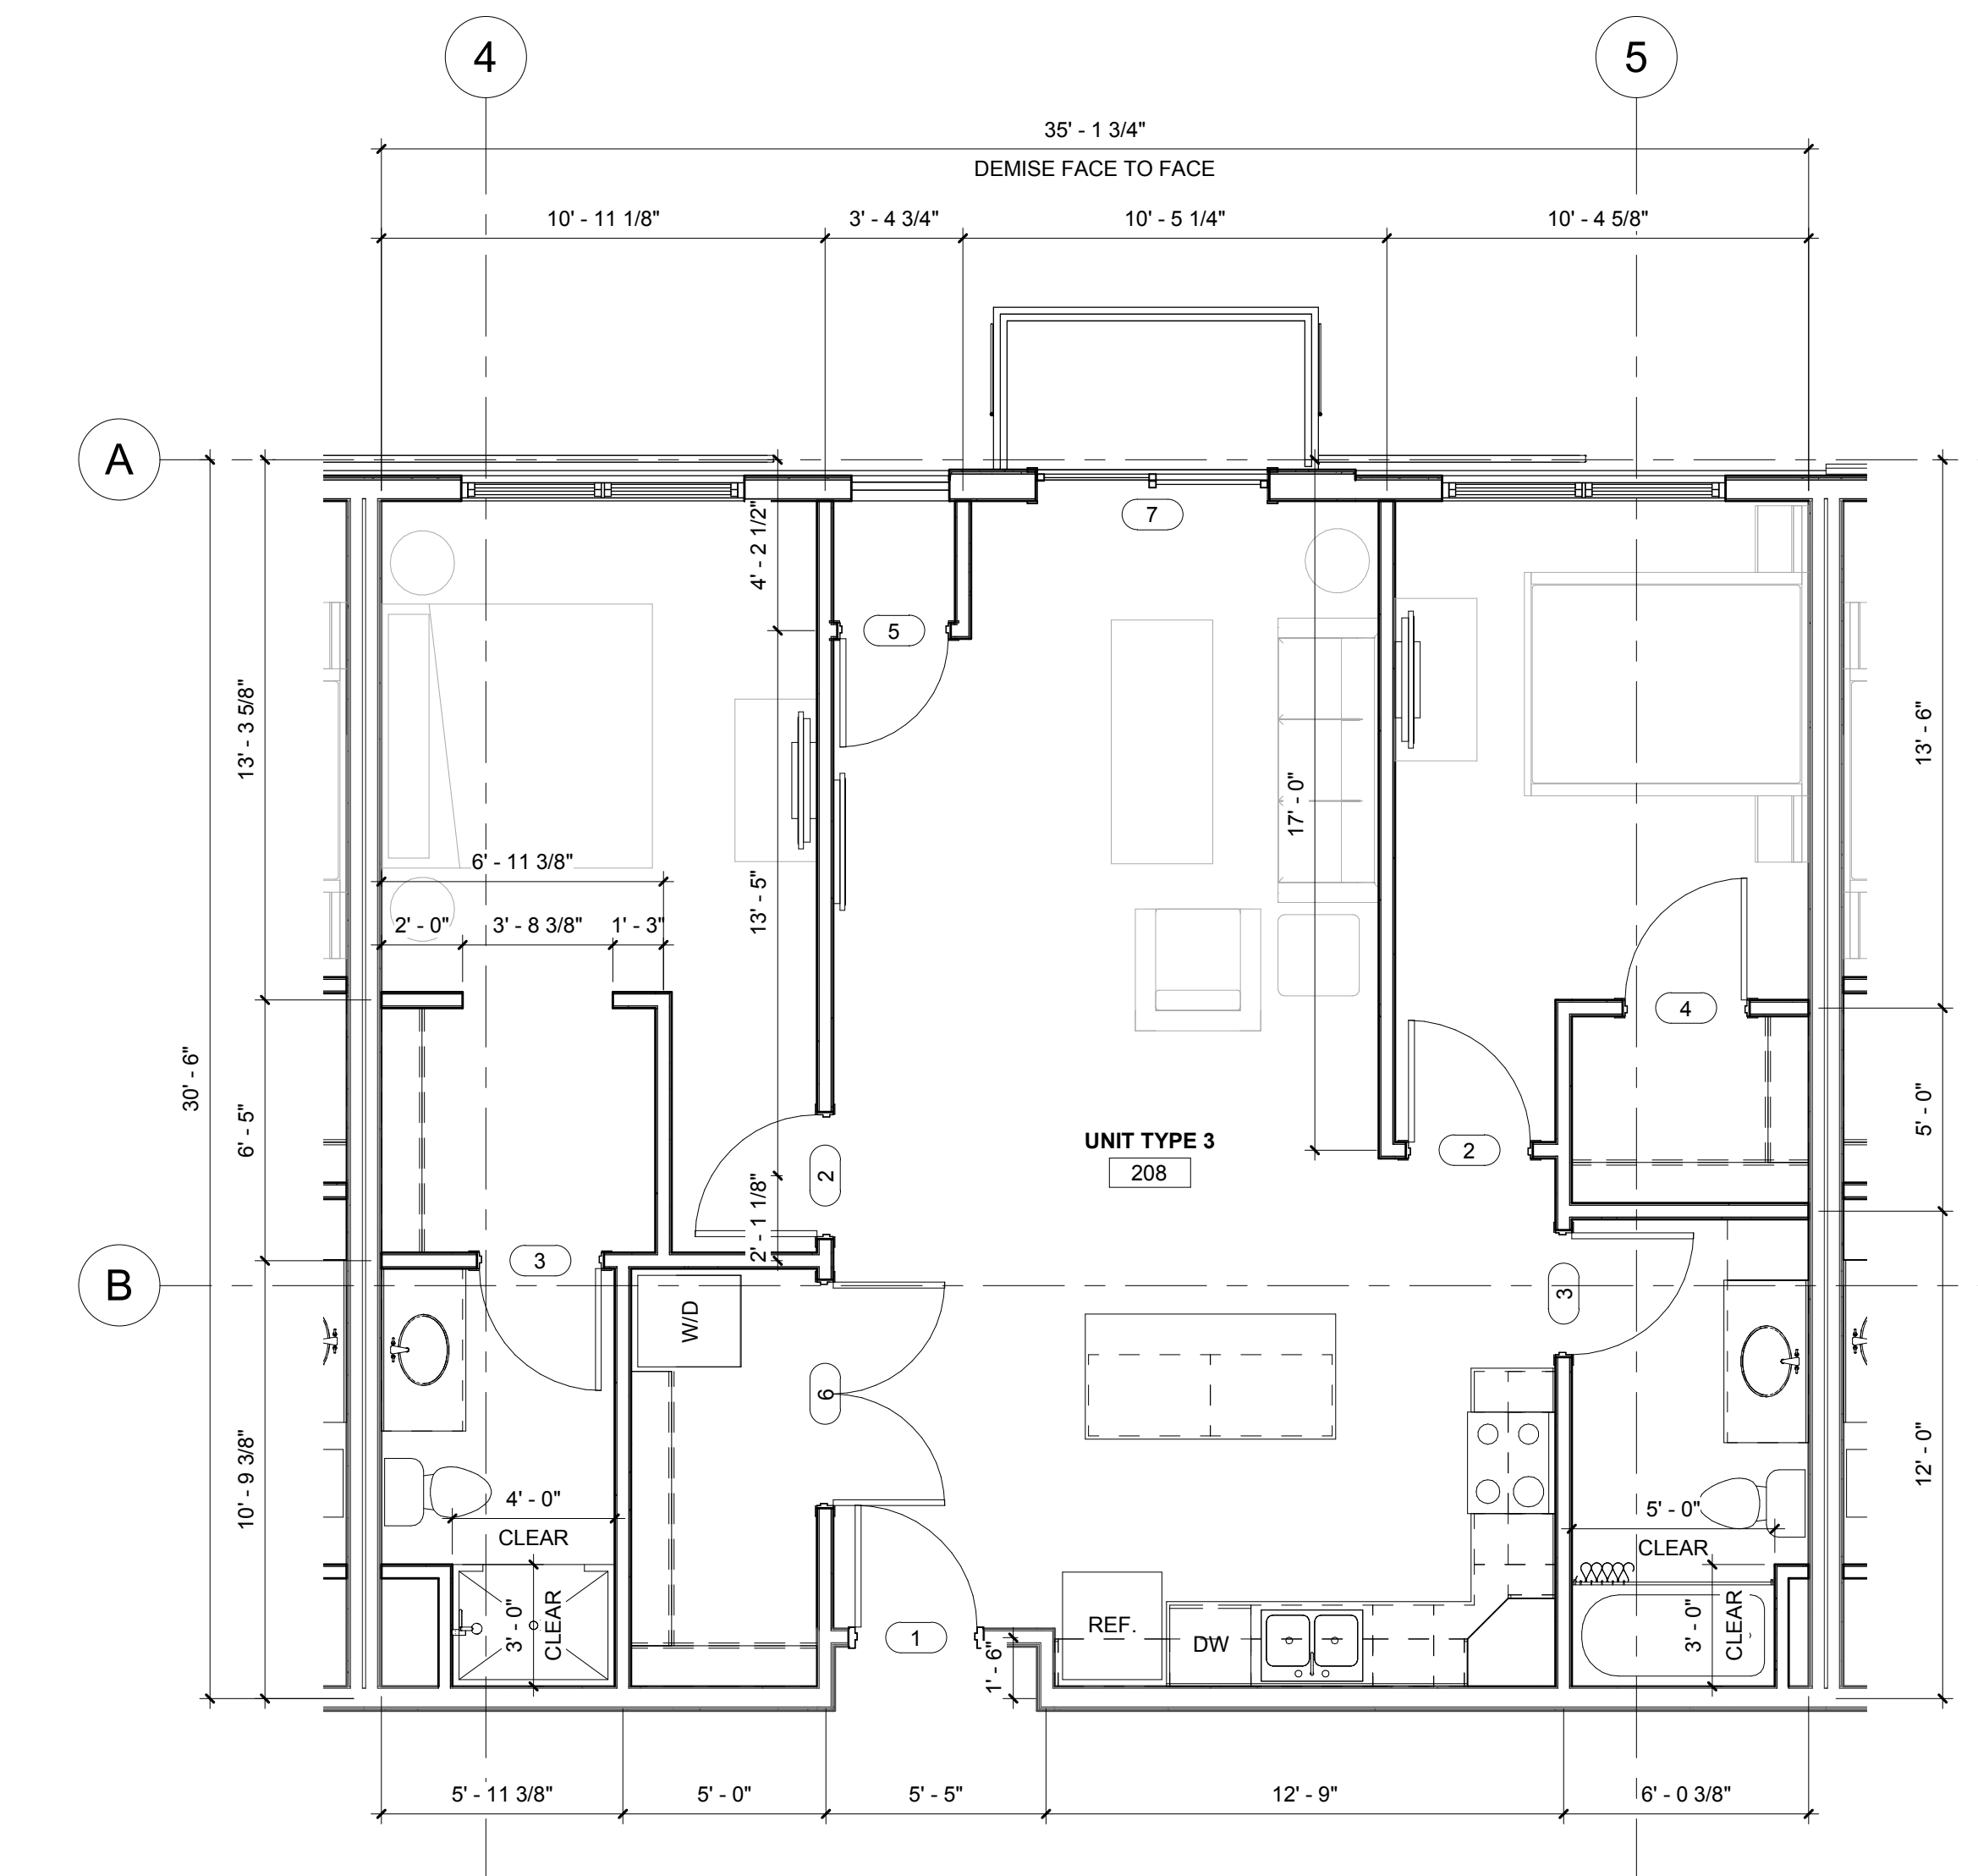 4
5
35' - 1 3/4"
DEMISE FACE TO FACE
10' - 11 1/8"
3' - 4 3/4"
10' - 5 1/4"
10' - 4 5/8"
A
7
4' - 2 1/2"
5
13' - 3 5/8"
13' - 6"
17' - 0"
6' - 11 3/8"
13' - 5"
2' - 0"
3' - 8 3/8"
1' - 3"
4
30' - 6"
6' - 5"
5' - 0"
UNIT TYPE 3
208
2
2
2' - 1 1/8"
3
B
3
W/D
6
10' - 9 3/8"
12' - 0"
4' - 0"
CLEAR
5' - 0"
CLEAR
3' - 0"
CLEAR
3' - 0"
CLEAR
REF.
DW
1
1' - 6"
5' - 11 3/8"
5' - 0"
5' - 5"
12' - 9"
6' - 0 3/8"